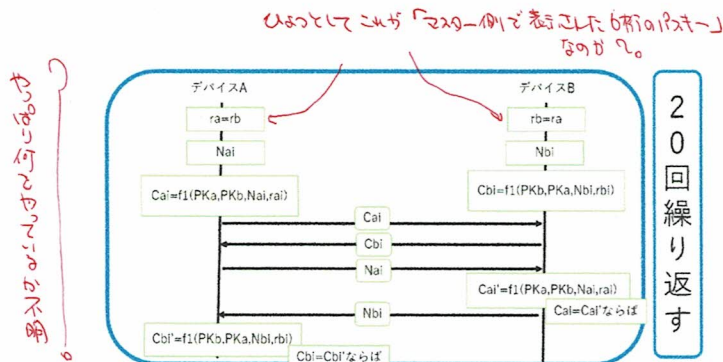 ひょっとして これが「マスター側で表示された6桁のパスキー」
なのか?。
デバイスA
デバイスB
ra=rb
rb=ra
Nai
Nbi
Cai=f1(PKa,PKb,Nai,rai)
Cbi=f1(PKb,PKa,Nbi,rbi)
Cai
Cbi
Nai
Cai'=f1(PKa,PKb,Nai,rai)
Cai=Cai'ならば
Nbi
Cbi'=f1(PKb,PKa,Nbi,rbi)
Cbi=Cbi'ならば
20回繰り返す